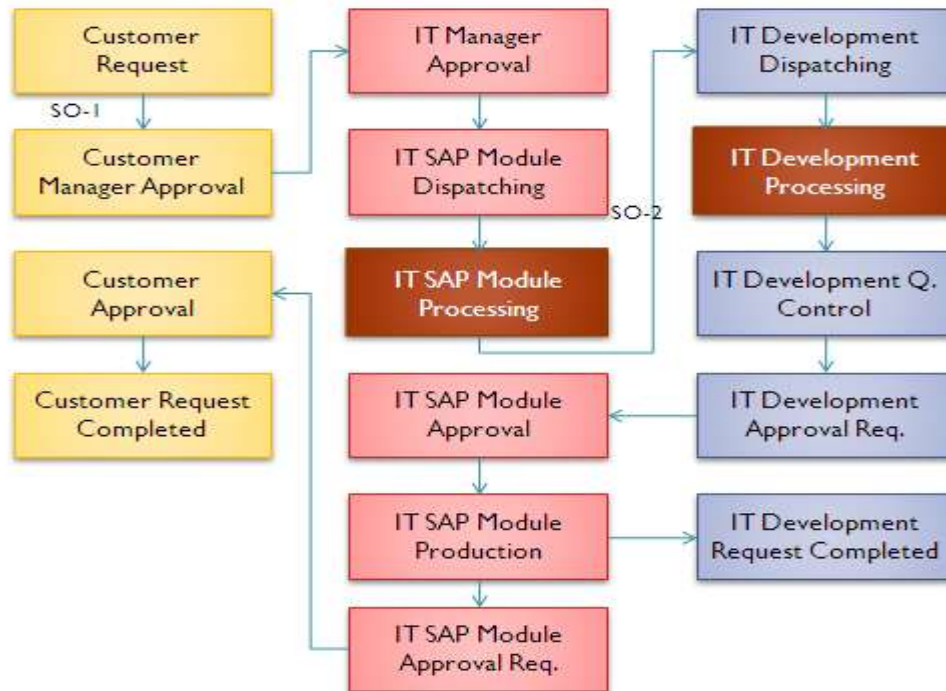 Customer
Request
SO-1
Customer
Manager Approval
Customer
Approval
Customer Request
Completed
IT Manager
Approval
IT SAP Module
Dispatching
SO-2
IT SAP Module
Processing
IT SAP Module
Approval
IT SAP Module
Production
IT SAP Module
Approval Req.
IT Development
Dispatching
IT Development
Processing
IT Development Q.
Control
IT Development
Approval Req.
IT Development
Request Completed